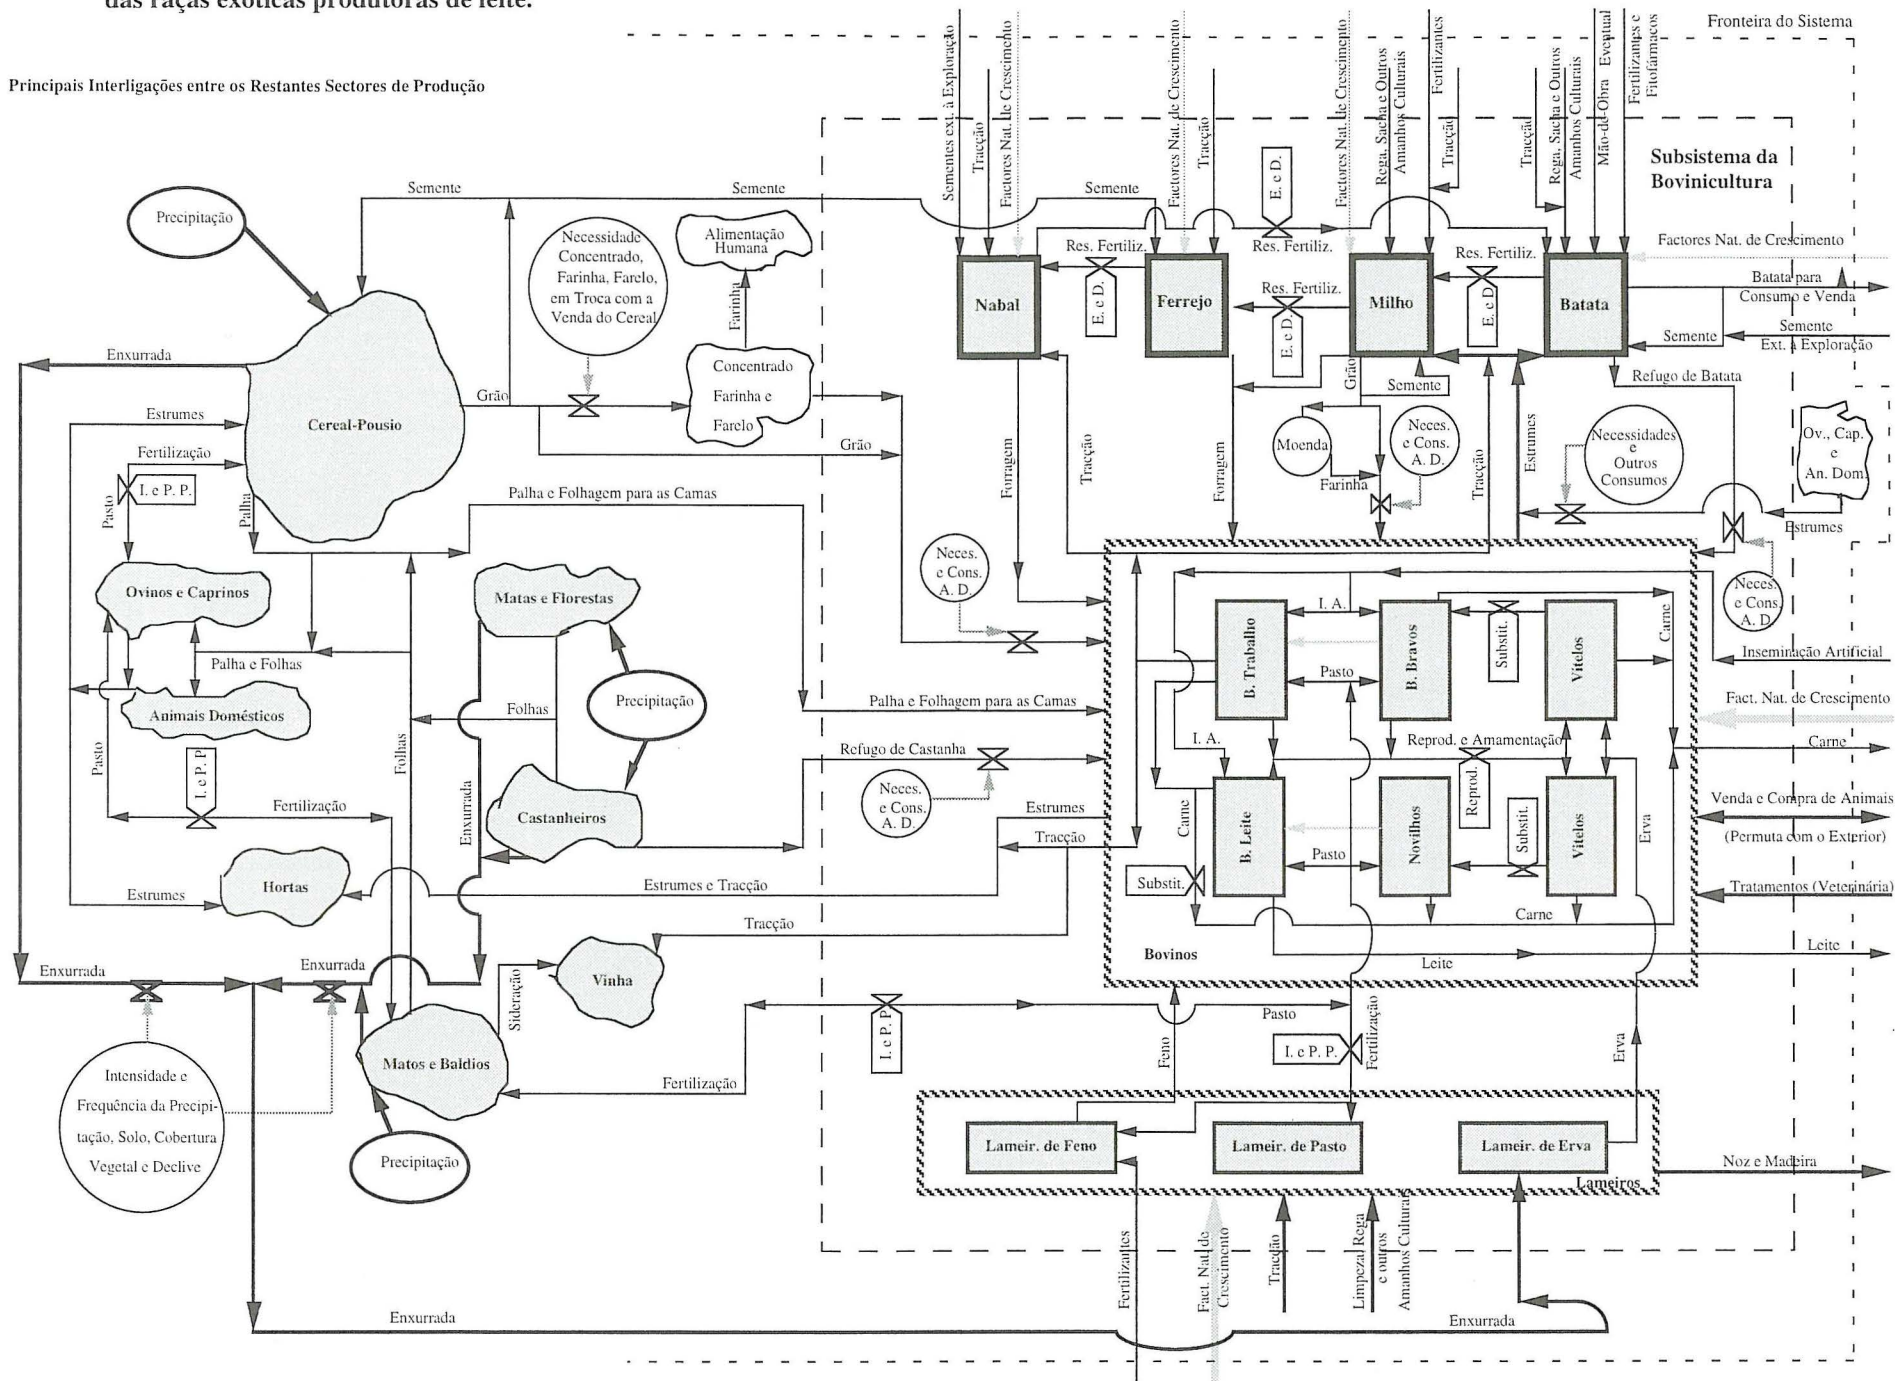 das raças exóticas produtoras de leite.
Principais Interligações entre os Restantes Sectores de Produção
Fronteira do Sistema
Subsistema da
Bovinicultura
Sementes ext. à Exploração
Tracção
Factores Nat. de Crescimento
Factores Nat. de Crescimento
Tracção
Factores Nat. de Crescimento
Rega, Sacha e Outros
Amanhos Culturais
Fertilizantes
Tracção
Tracção
Rega, Sacha e Outros
Amanhos Culturais
Mão-de-Obra Eventual
Fertilizantes e
Fitofármacos
Precipitação
Semente
Semente
Semente
E. e D.
Necessidade
Concentrado,
Farinha, Farelo,
em Troca com a
Venda do Cereal
Alimentação
Humana
Farinha
Res. Fertiliz.
Res. Fertiliz.
Res. Fertiliz.
Res. Fertiliz.
E. e D.
E. e D.
E. e D.
Nabal
Ferrejo
Milho
Batata
Factores Nat. de Crescimento
Batata para
Consumo e Venda
Semente
Semente
Ext. à Exploração
Refugo de Batata
Enxurrada
Cereal-Pousio
Grão
Concentrado
Farinha e
Farelo
Grão
Grão
Semente
Moenda
Farinha
Neces.
e Cons.
A. D.
Necessidades
e
Outros
Consumos
Ov., Cap.
e
An. Dom.
Estrumes
Estrumes
Fertilização
I. e P. P.
Pasto
Palha
Palha e Folhagem para as Camas
Forragem
Tracção
Forragem
Tracção
Estrumes
Ovinos e Caprinos
Palha e Folhas
Animais Domésticos
Matas e Florestas
Precipitação
Folhas
Folhas
Neces.
e Cons.
A. D.
Neces.
e Cons.
A. D.
Palha e Folhagem para as Camas
Refugo de Castanha
Neces.
e Cons.
A. D.
I. A.
B. Trabalho
B. Bravos
Substit.
Vitelos
Carne
Pasto
Inseminação Artificial
Fact. Nat. de Crescimento
Carne
I. A.
Reprod. e Amamentação
Reprod.
B. Leite
Novilhos
Substit.
Vitelos
Carne
Pasto
Erva
Substit.
Carne
Bovinos
Leite
Leite
Venda e Compra de Animais
(Permuta com o Exterior)
Tratamentos (Veterinária)
Pasto
I. e P. P.
Fertilização
Enxurrada
Castanheiros
Estrumes
Tracção
Hortas
Estrumes
Estrumes e Tracção
Tracção
Enxurrada
Enxurrada
Sideração
Vinha
Matos e Baldios
Intensidade e
Frequência da Precipi-
tação, Solo, Cobertura
Vegetal e Declive
Precipitação
Fertilização
I. e P. P.
Pasto
Feno
I. e P. P.
Fertilização
Erva
Lameir. de Feno
Lameir. de Pasto
Lameir. de Erva
Lameiros
Noz e Madeira
Fertilizantes
Fact. Nat. de
Crescimento
Tracção
Limpeza, Rega
e outros
Amanhos Culturais
Enxurrada
Enxurrada